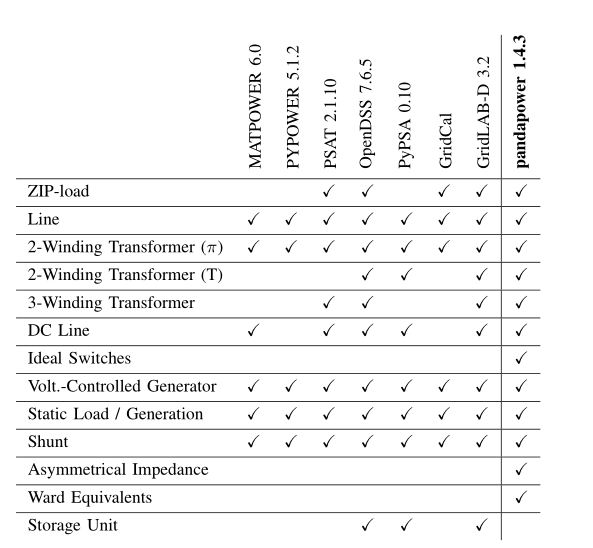 MATPOWER 6.0 PYPOWER 5.1.2 PSAT 2.1.10 OpenDSS 7.6.5 PyPSA 0.10 GridCal GridLAB-D 3.2 pandapower 1.4.3
ZIP-load ✓ ✓ ✓ ✓ ✓
Line ✓ ✓ ✓ ✓ ✓ ✓ ✓ ✓
2-Winding Transformer (π) ✓ ✓ ✓ ✓ ✓ ✓ ✓ ✓
2-Winding Transformer (T) ✓ ✓ ✓ ✓
3-Winding Transformer ✓ ✓ ✓ ✓
DC Line ✓ ✓ ✓ ✓ ✓ ✓
Ideal Switches ✓
Volt.-Controlled Generator ✓ ✓ ✓ ✓ ✓ ✓ ✓ ✓
Static Load / Generation ✓ ✓ ✓ ✓ ✓ ✓ ✓ ✓
Shunt ✓ ✓ ✓ ✓ ✓ ✓ ✓ ✓
Asymmetrical Impedance ✓
Ward Equivalents ✓
Storage Unit ✓ ✓ ✓